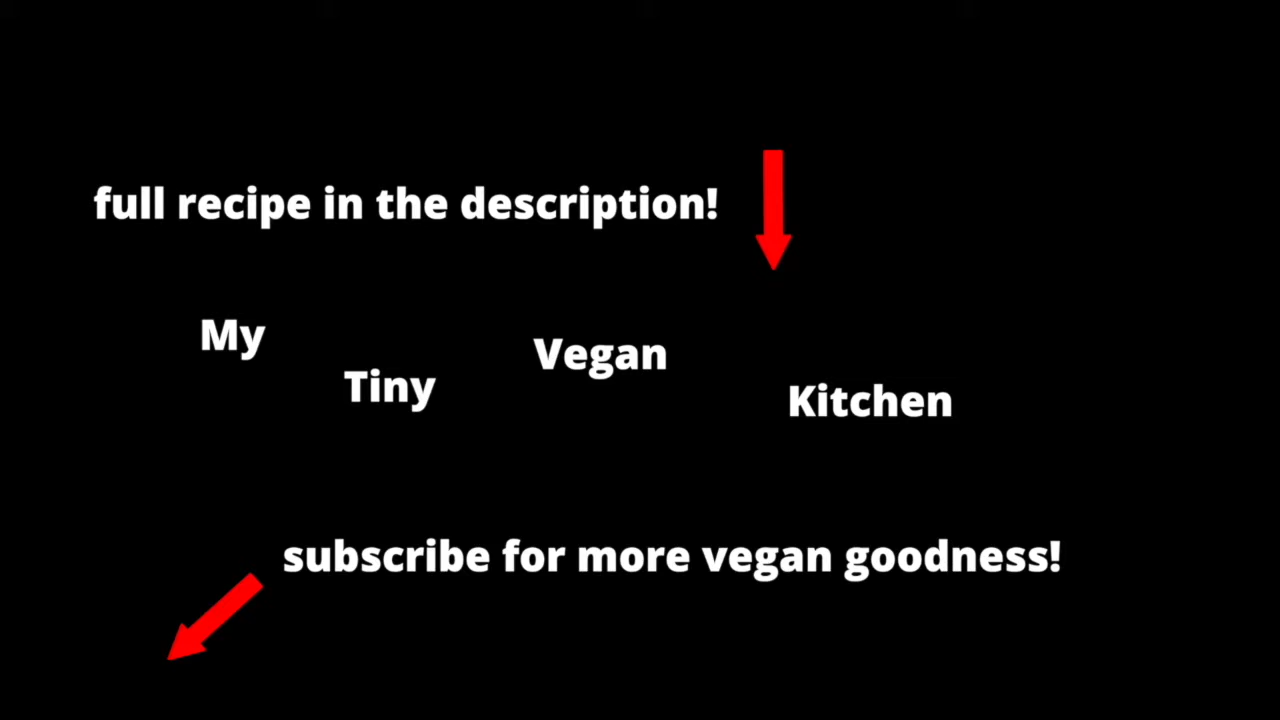 full recipe in the description!
My Tiny Vegan Kitchen
subscribe for more vegan goodness!